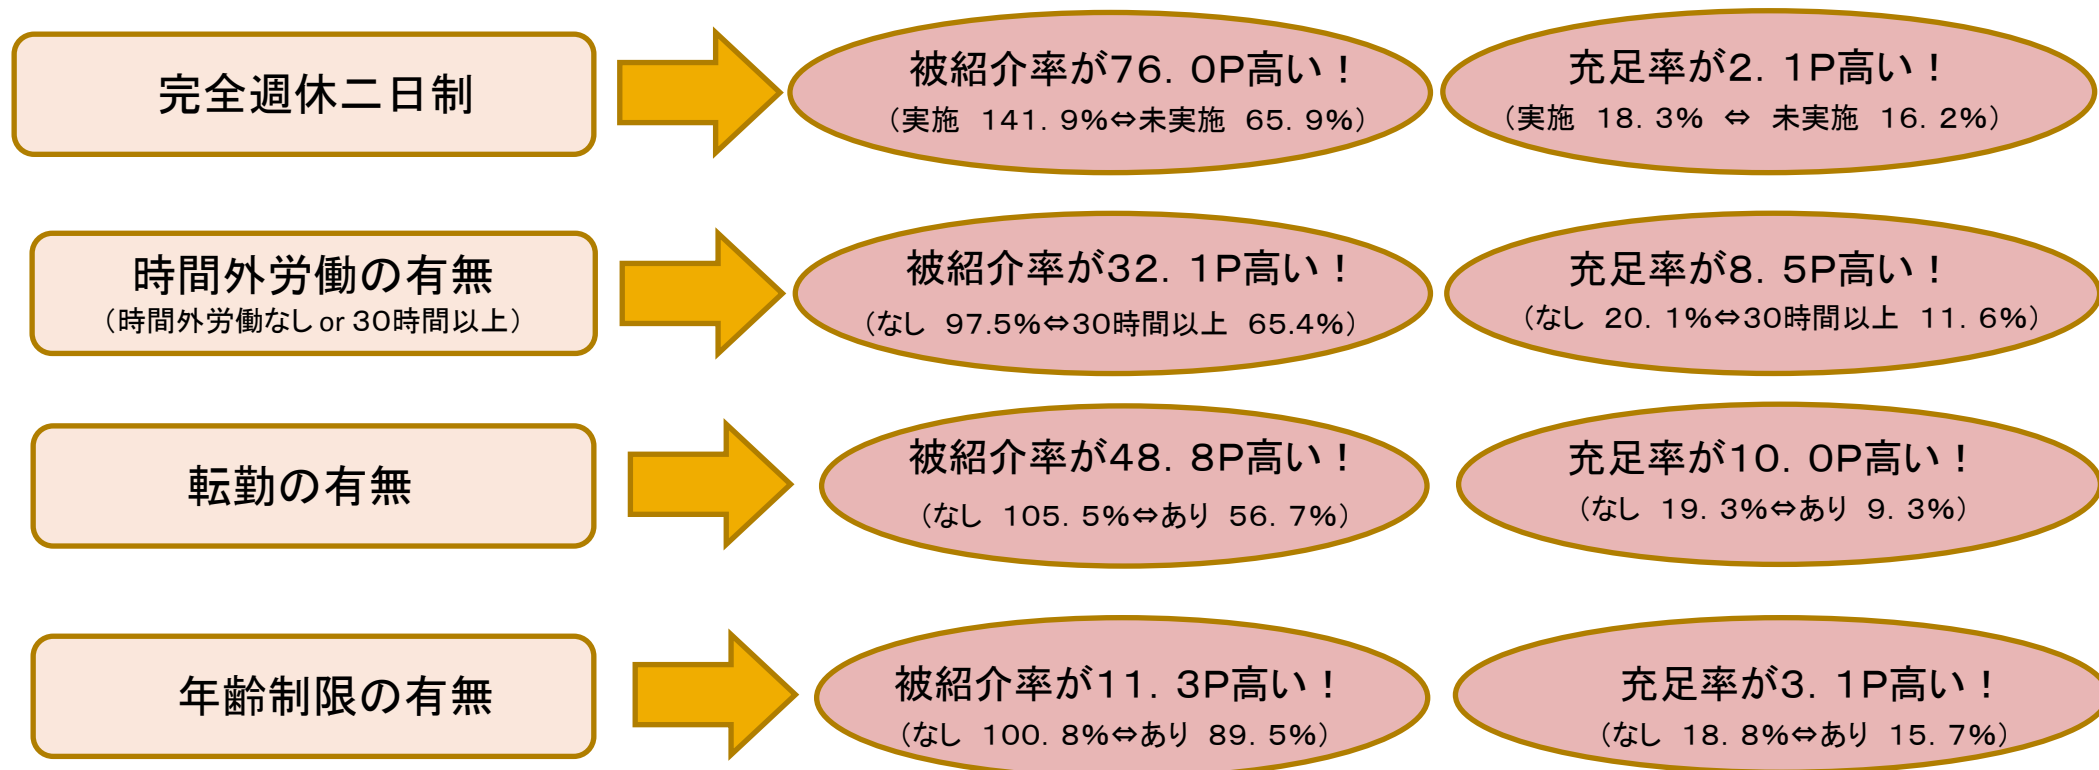 完全週休二日制
被紹介率が76．0P高い！
（実施　141．9%⇔未実施　65．9%）
充足率が2．1P高い！
（実施　18．3%　⇔　未実施　16．2%）
時間外労働の有無
（時間外労働なし or 30時間以上）
被紹介率が32．1P高い！
（なし　97.5%⇔30時間以上　65.4%）
充足率が8．5P高い！
（なし　20．1%⇔30時間以上　11．6%）
転勤の有無
被紹介率が48．8P高い！
（なし　105．5%⇔あり　56．7%）
充足率が10．0P高い！
（なし　19．3%⇔あり　9．3%）
年齢制限の有無
被紹介率が11．3P高い！
（なし　100．8%⇔あり　89．5%）
充足率が3．1P高い！
（なし　18．8%⇔あり　15．7%）